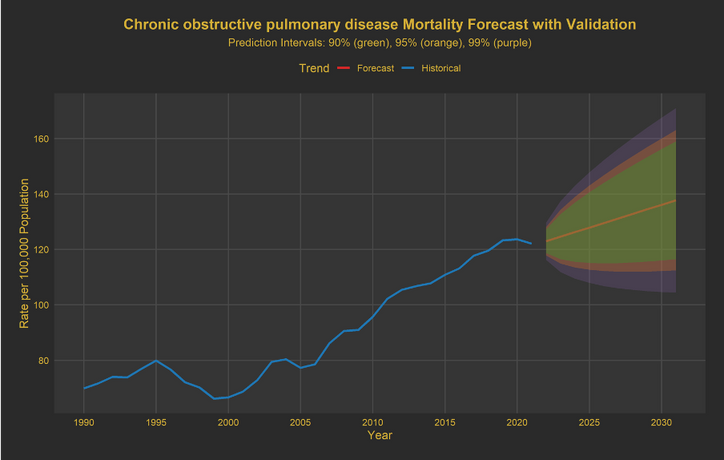 Chronic obstructive pulmonary disease Mortality Forecast with Validation
Prediction Intervals: 90% (green), 95% (orange), 99% (purple)
Trend Forecast Historical
Rate per 100,000 Population
160
140
120
100
80
1990 1995 2000 2005 2010 2015 2020 2025 2030
Year